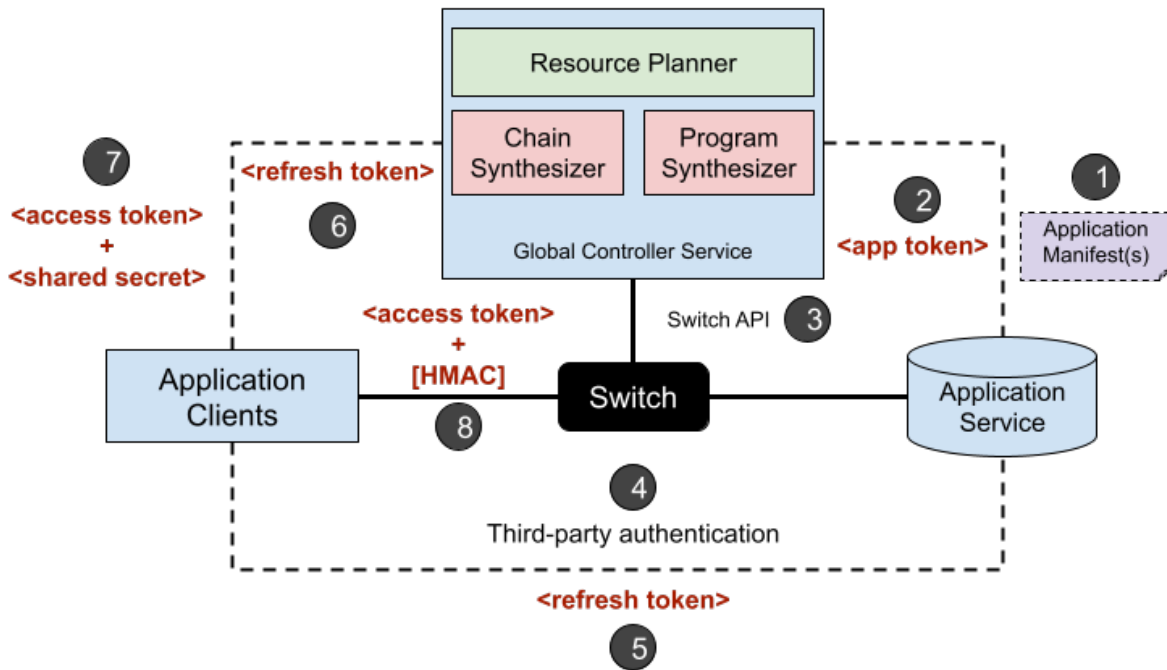 Resource Planner
Chain
Synthesizer
Program
Synthesizer
Global Controller Service
7
<access token>
+
<shared secret>
<refresh token>
6
2
<app token>
1
Application
Manifest(s)
Switch API
3
<access token>
+
[HMAC]
8
Application
Clients
Switch
Application
Service
4
Third-party authentication
<refresh token>
5